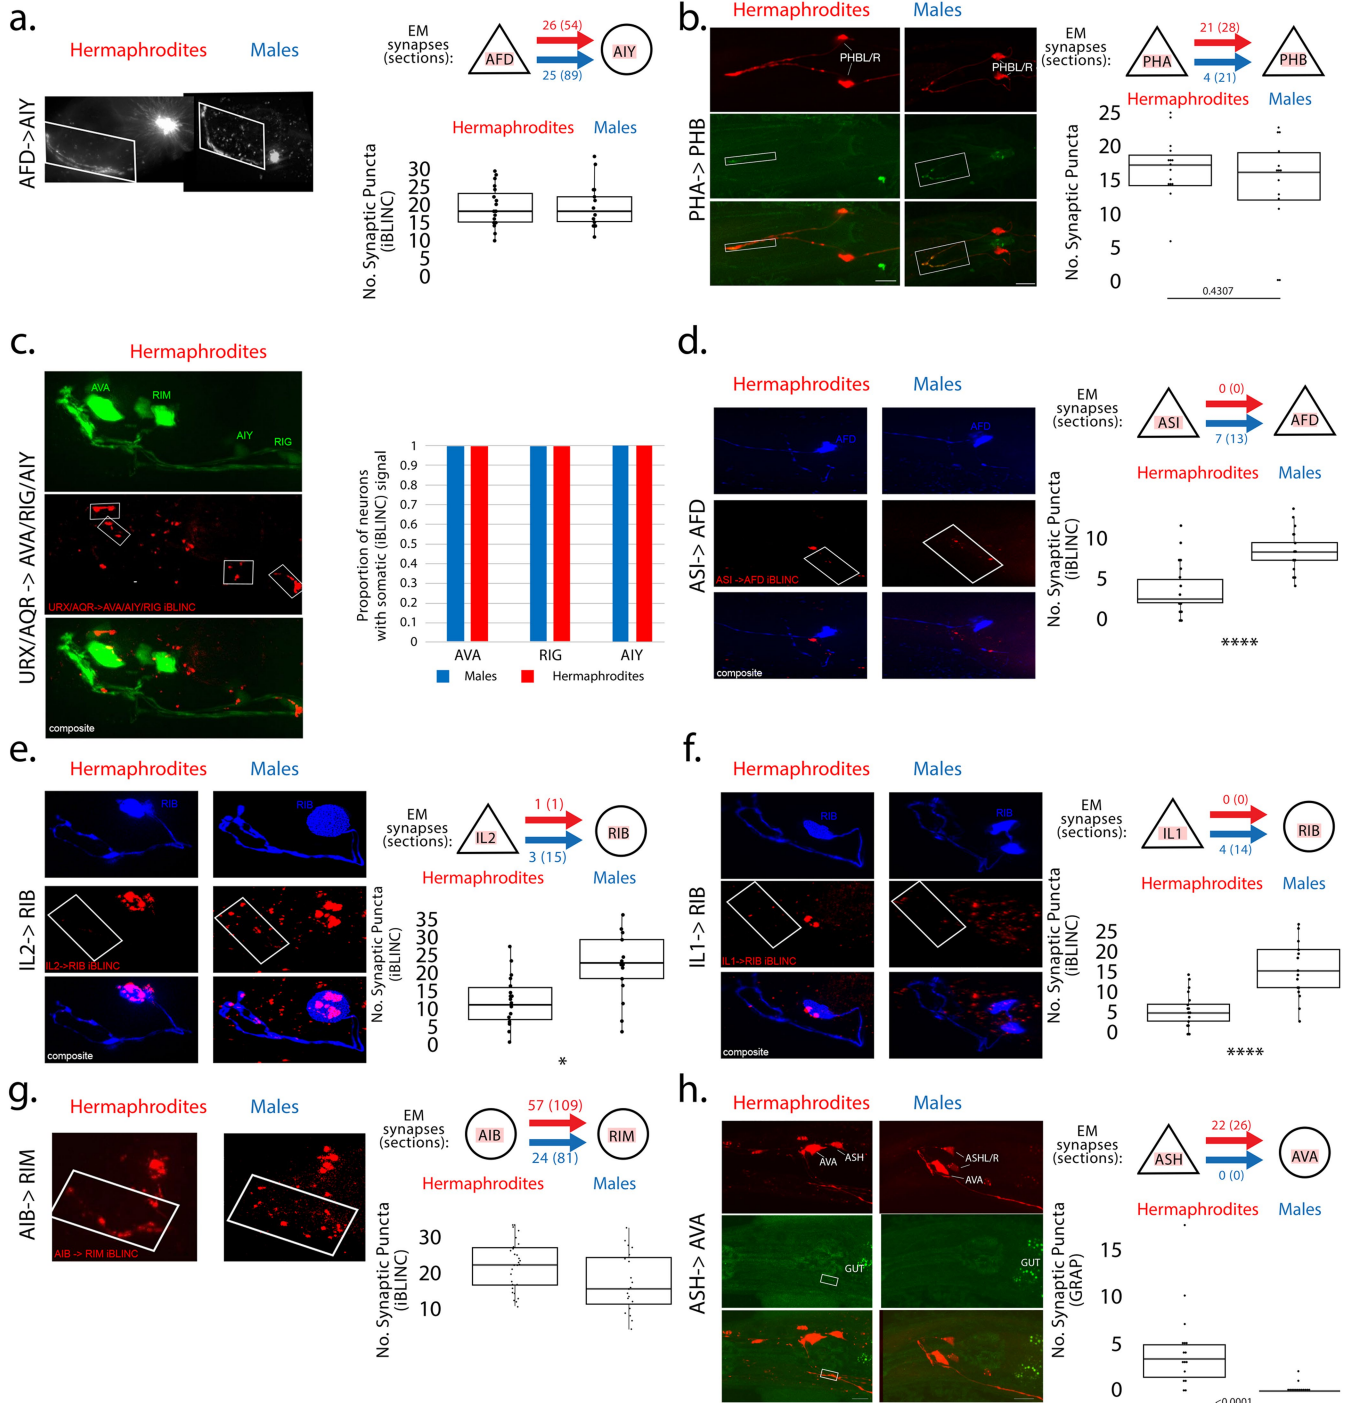 a.
Hermaphrodites Males
AFD->AIY
EM
synapses
(sections):
AFD
26 (54)
25 (89)
AIY
Hermaphrodites Males
No. Synaptic Puncta
(iBLINC)
30
25
20
15
10
5
0
b.
Hermaphrodites Males
PHA-> PHB
PHBL/R
PHBL/R
EM
synapses
(sections):
PHA
21 (28)
4 (21)
PHB
Hermaphrodites Males
No. Synaptic Puncta
25
20
15
10
5
0
0.4307
c.
Hermaphrodites
URX/AQR -> AVA/RIG/AIY
AVA
RIM
AIY
RIG
URX/AQR->AVA/AIY/RIG iBLINC
composite
Proportion of neurons
with somatic (iBLINC) signal
1
0.9
0.8
0.7
0.6
0.5
0.4
0.3
0.2
0.1
0
AVA RIG AIY
Males Hermaphrodites
d.
Hermaphrodites Males
ASI-> AFD
AFD
AFD
ASI ->AFD iBLINC
composite
EM
synapses
(sections):
ASI
0 (0)
7 (13)
AFD
Hermaphrodites Males
No. Synaptic Puncta
(iBLINC)
10
5
0
****
e.
Hermaphrodites Males
IL2-> RIB
RIB
RIB
IL2->RIB iBLINC
composite
EM
synapses
(sections):
IL2
1 (1)
3 (15)
RIB
Hermaphrodites Males
No. Synaptic Puncta
(iBLINC)
35
30
25
20
15
10
5
0
*
f.
Hermaphrodites Males
IL1-> RIB
RIB
RIB
IL1->RIB iBLINC
composite
EM
synapses
(sections):
IL1
0 (0)
4 (14)
RIB
Hermaphrodites Males
No. Synaptic Puncta
(iBLINC)
25
20
15
10
5
0
****
g.
Hermaphrodites Males
AIB-> RIM
AIB -> RIM iBLINC
EM
synapses
(sections):
AIB
57 (109)
24 (81)
RIM
Hermaphrodites Males
No. Synaptic Puncta
(iBLINC)
30
20
10
h.
Hermaphrodites Males
ASH-> AVA
AVA ASH
ASHL/R
AVA
GUT
GUT
EM
synapses
(sections):
ASH
22 (26)
0 (0)
AVA
Hermaphrodites Males
No. Synaptic Puncta
(GRAP)
15
10
5
0
<0.0001